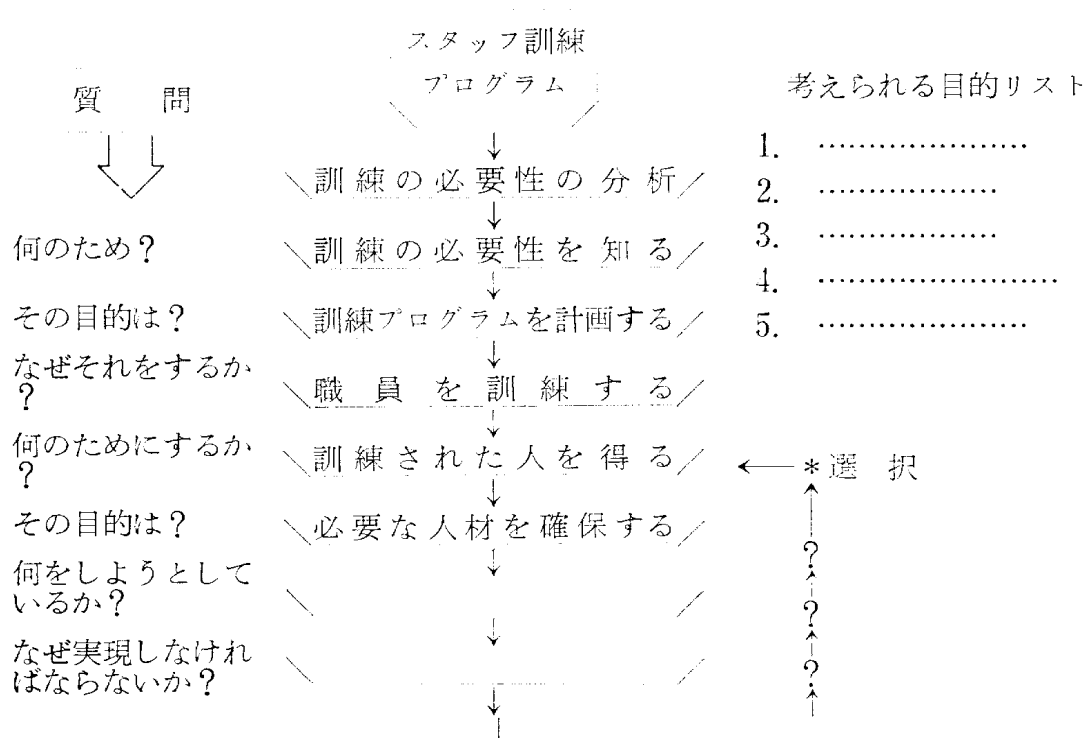 スタッフ訓練
プログラム
質問
考えられる目的リスト
1. …………………
2. ………………
3. ………………
4. ……………………
5. …………………
訓練の必要性の分析
何のため？
訓練の必要性を知る
その目的は？
訓練プログラムを計画する
なぜそれをするか
？
職員を訓練する
何のためにするか
？
訓練された人を得る
＊選択
その目的は？
必要な人材を確保する
何をしようとして
いるか？
なぜ実現しなけれ
ばならないか？
？
？
？